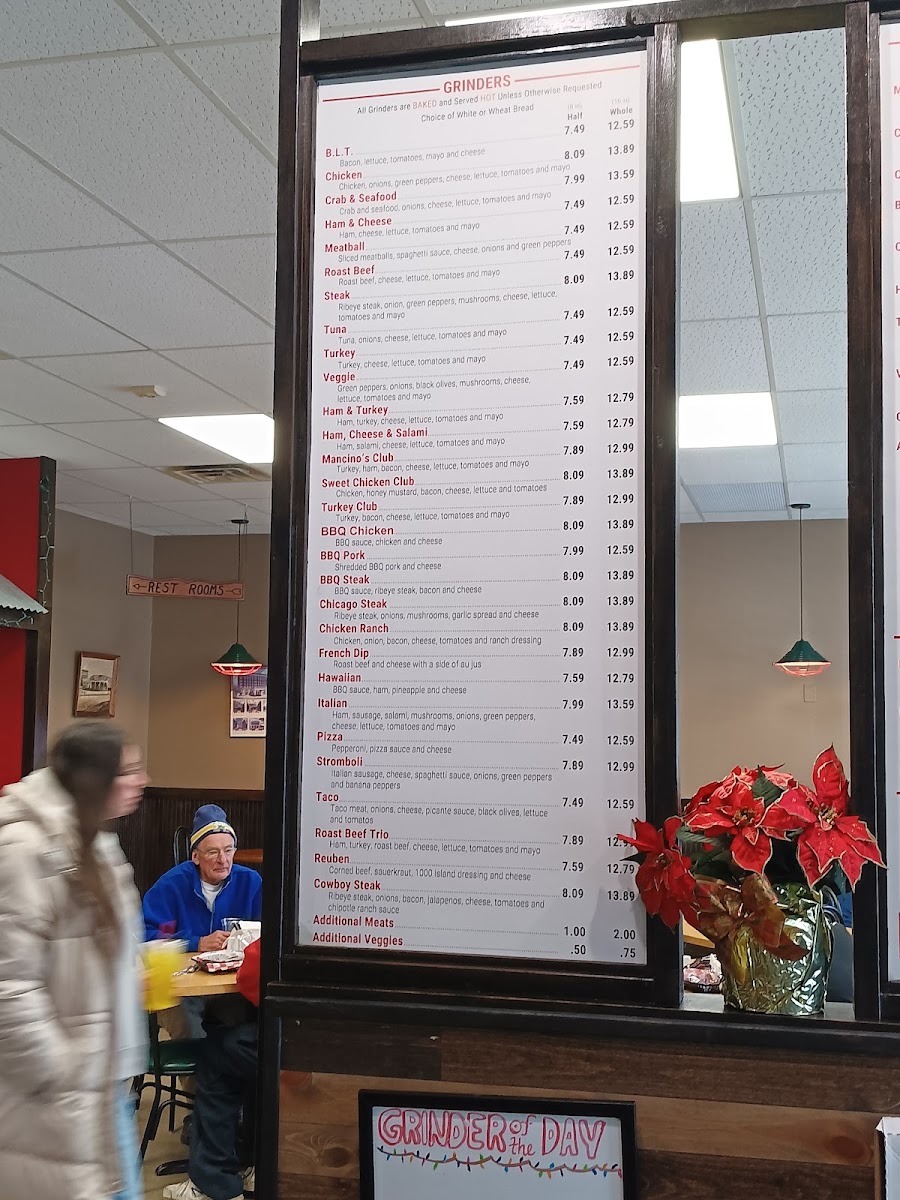 GRINDERS
All Grinders are BAKED and Served HOT Unless Otherwise Requested
Choice of White or Wheat Bread
(8 in) (16 in)
Half Whole
B.L.T. 7.49 12.59
Bacon, lettuce, tomatoes, mayo and cheese
Chicken 8.09 13.89
Chicken, onions, green peppers, cheese, lettuce, tomatoes and mayo
Crab & Seafood 7.99 13.59
Crab and seafood, onions, cheese, lettuce, tomatoes and mayo
Ham & Cheese 7.49 12.59
Ham, cheese, lettuce, tomatoes and mayo
Meatball 7.49 12.59
Sliced meatballs, spaghetti sauce, cheese, onions and green peppers
Roast Beef 7.49 12.59
Roast beef, cheese, lettuce, tomatoes and mayo
Steak 8.09 13.89
Ribeye steak, onion, green peppers, mushrooms, cheese, lettuce,
tomatoes and mayo
Tuna 7.49 12.59
Tuna, onions, cheese, lettuce, tomatoes and mayo
Turkey 7.49 12.59
Turkey, cheese, lettuce, tomatoes and mayo
Veggie 7.49 12.59
Green peppers, onions, black olives, mushrooms, cheese,
lettuce, tomatoes and mayo
Ham & Turkey 7.59 12.79
Ham, turkey, cheese, lettuce, tomatoes and mayo
Ham, Cheese & Salami 7.59 12.79
Ham, salami, cheese, lettuce, tomatoes and mayo
Mancino's Club 7.89 12.99
Turkey, ham, bacon, cheese, lettuce, tomatoes and mayo
Sweet Chicken Club 8.09 13.89
Chicken, honey mustard, bacon, cheese, lettuce and tomatoes
Turkey Club 7.89 12.99
Turkey, bacon, cheese, lettuce, tomatoes and mayo
BBQ Chicken 8.09 13.89
BBQ sauce, chicken and cheese
BBQ Pork 7.99 12.59
Shredded BBQ pork and cheese
BBQ Steak 8.09 13.89
BBQ sauce, ribeye steak, bacon and cheese
Chicago Steak 8.09 13.89
Ribeye steak, onions, mushrooms, garlic spread and cheese
Chicken Ranch 8.09 13.89
Chicken, onion, bacon, cheese, tomatoes and ranch dressing
French Dip 7.89 12.99
Roast beef and cheese with a side of au jus
Hawaiian 7.59 12.79
BBQ sauce, ham, pineapple and cheese
Italian 7.99 13.59
Ham, sausage, salami, mushrooms, onions, green peppers,
cheese, lettuce, tomatoes and mayo
Pizza 7.49 12.59
Pepperoni, pizza sauce and cheese
Stromboli 7.89 12.99
Italian sausage, cheese, spaghetti sauce, onions, green peppers
and banana peppers
Taco 7.49 12.59
Taco meat, onions, cheese, picante sauce, black olives, lettuce
and tomatos
Roast Beef Trio 7.89
Ham, turkey, roast beef, cheese, lettuce, tomatoes and mayo
Reuben 7.59 12.79
Corned beef, sauerkraut, 1000 Island dressing and cheese
Cowboy Steak 8.09 13.89
Ribeye steak, onions, bacon, jalapenos, cheese, tomatoes and
chipotle ranch sauce
Additional Meats 1.00 2.00
Additional Veggies .50 .75
REST ROOMS
GRINDER of the DAY